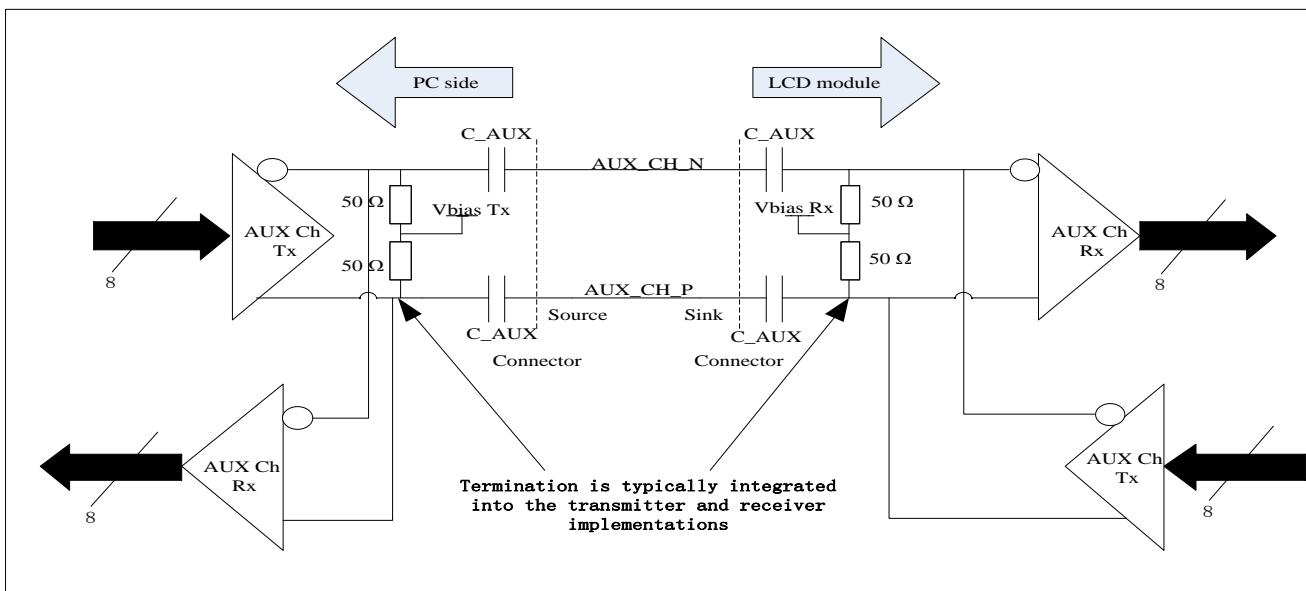 PC side
LCD module
C_AUX
C_AUX
AUX_CH_N
50 Ω
Vbias Tx
Vbias Rx
50 Ω
AUX Ch
Tx
AUX Ch
Rx
50 Ω
50 Ω
8
8
AUX_CH_P
Source
Sink
C_AUX
C_AUX
Connector
Connector
AUX Ch
Rx
AUX Ch
Tx
8
8
Termination is typically integrated
into the transmitter and receiver
implementations